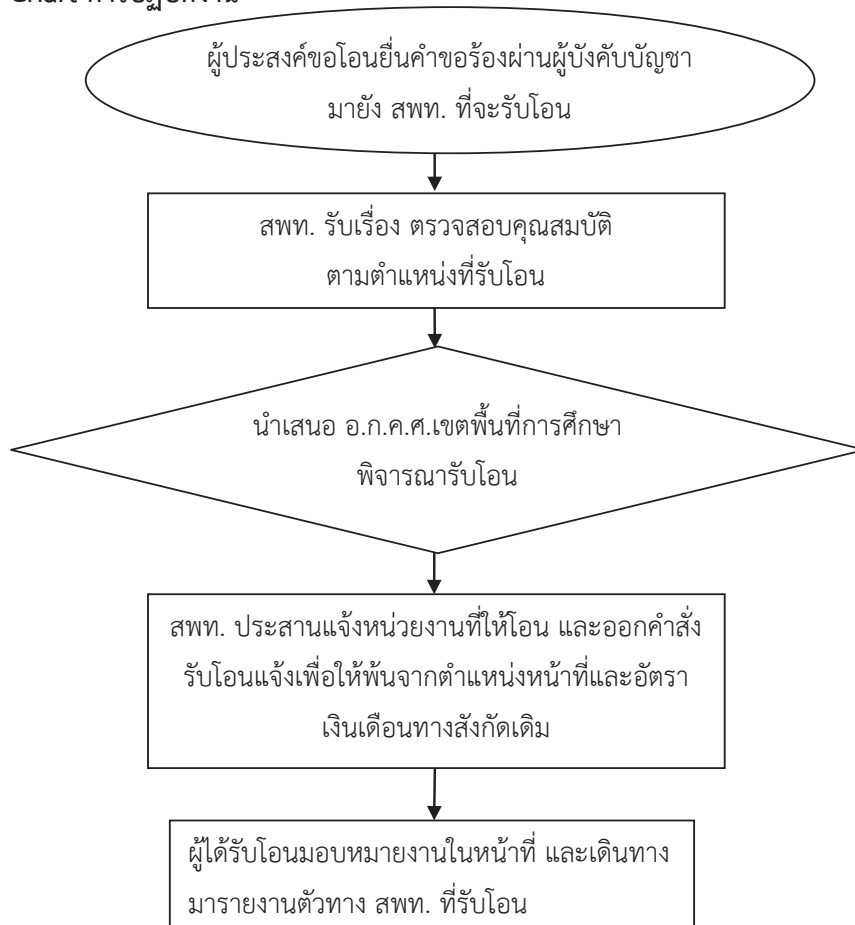 ผู้ประสงค์ขอโอนยื่นคำขอร้องผ่านผู้บังคับบัญชา
มายัง สพท. ที่จะรับโอน
สพท. รับเรื่อง ตรวจสอบคุณสมบัติ
ตามตำแหน่งที่รับโอน
นำเสนอ อ.ก.ค.ศ.เขตพื้นที่การศึกษา
พิจารณารับโอน
สพท. ประสานแจ้งหน่วยงานที่ให้โอน และออกคำสั่ง
รับโอนแจ้งเพื่อให้พ้นจากตำแหน่งหน้าที่และอัตรา
เงินเดือนทางสังกัดเดิม
ผู้ได้รับโอนมอบหมายงานในหน้าที่ และเดินทาง
มารายงานตัวทาง สพท. ที่รับโอน